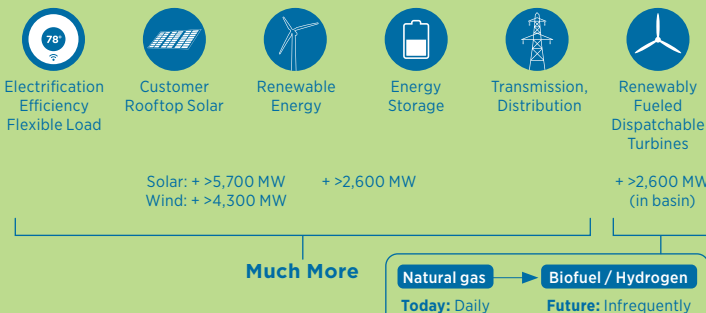 78°
Electrification
Efficiency
Flexible Load
Customer
Rooftop Solar
Renewable
Energy
Energy
Storage
Transmission,
Distribution
Renewably
Fueled
Dispatchable
Turbines
Solar: + >5,700 MW
Wind: + >4,300 MW
+ >2,600 MW
+ >2,600 MW
(in basin)
Much More
Natural gas
Biofuel / Hydrogen
Today: Daily
Future: Infrequently